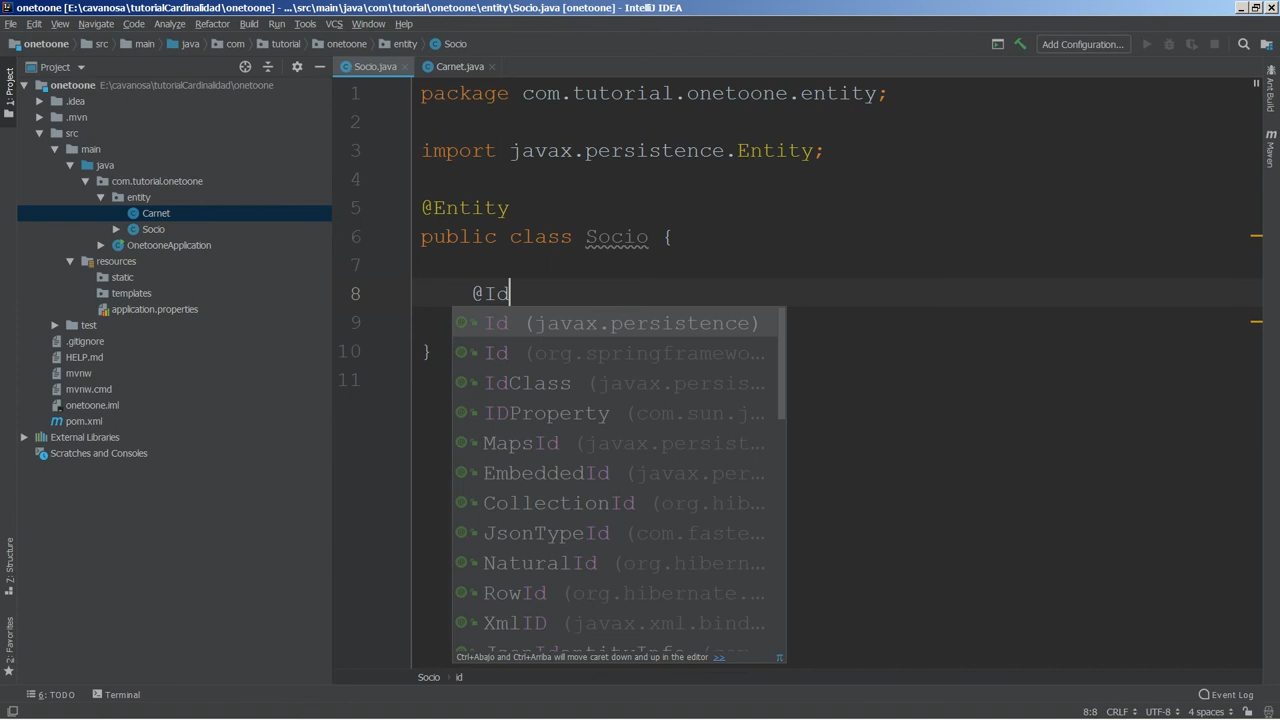 onetoone [E:\cavanosa\tutorialCardinalidad\onetoone] - ...\src\main\java\com\tutorial\onetoone\entity\Socio.java [onetoone] - IntelliJ IDEA
File Edit View Navigate Code Analyze Refactor Build Run Tools VCS Window Help
onetoone src main java com tutorial onetoone entity Socio Add Configuration...
Project
Socio.java
Carnet.java
1: Project
Z: Structure
2: Favorites
Ant Build
Maven
onetoone E:\cavanosa\tutorialCardinalidad\onetoone
.idea
.mvn
src
main
java
com.tutorial.onetoone
entity
Carnet
Socio
OnetooneApplication
resources
static
templates
application.properties
test
.gitignore
HELP.md
mvnw
mvnw.cmd
onetoone.iml
pom.xml
External Libraries
Scratches and Consoles
1 package com.tutorial.onetoone.entity;
2
3 import javax.persistence.Entity;
4
5 @Entity
6 public class Socio {
7
8 @Id
9
10 }
11
Id (javax.persistence)
Id (org.springframewo...
IdClass (javax.persis...
IDProperty (com.sun.j...
MapsId (javax.persist...
EmbeddedId (javax.per...
CollectionId (org.hib...
JsonTypeId (com.faste...
NaturalId (org.hibern...
RowId (org.hibernate....
XmlID (javax.xml.bind...
Ctrl+Abajo and Ctrl+Arriba will move caret down and up in the editor >> π
Socio id
6: TODO Terminal Event Log
8:8 CRLF UTF-8 4 spaces